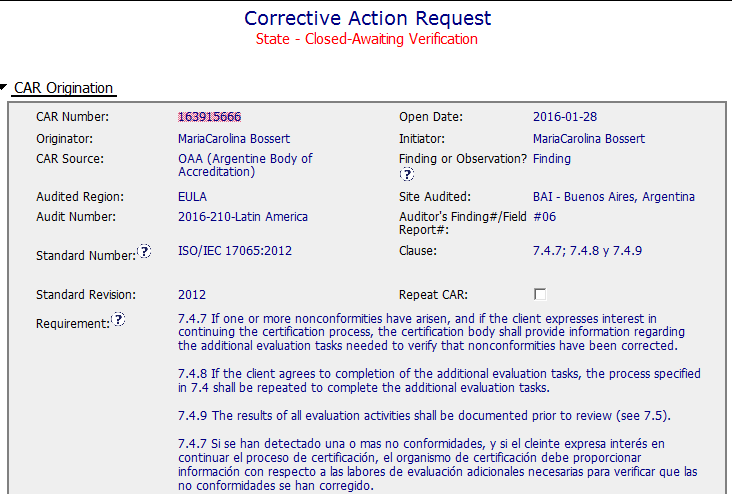 Corrective Action Request
State - Closed-Awaiting Verification
CAR Origination
CAR Number: 163915666 Open Date: 2016-01-28
Originator: MariaCarolina Bossert Initiator: MariaCarolina Bossert
CAR Source: OAA (Argentine Body of Accreditation) Finding or Observation? Finding
?
Audited Region: EULA Site Audited: BAI - Buenos Aires, Argentina
Audit Number: 2016-210-Latin America Auditor's Finding#/Field Report#: #06
Standard Number: ? ISO/IEC 17065:2012 Clause: 7.4.7; 7.4.8 y 7.4.9
Standard Revision: 2012 Repeat CAR:
Requirement: ? 7.4.7 If one or more nonconformities have arisen, and if the client expresses interest in
continuing the certification process, the certification body shall provide information regarding
the additional evaluation tasks needed to verify that nonconformities have been corrected.
7.4.8 If the client agrees to completion of the additional evaluation tasks, the process specified
in 7.4 shall be repeated to complete the additional evaluation tasks.
7.4.9 The results of all evaluation activities shall be documented prior to review (see 7.5).
7.4.7 Si se han detectado una o mas no conformidades, y si el cleinte expresa interés en
continuar el proceso de certificación, el organismo de certificación debe proporcionar
información con respecto a las labores de evaluación adicionales necesarias para verificar que las
no conformidades se han corregido.